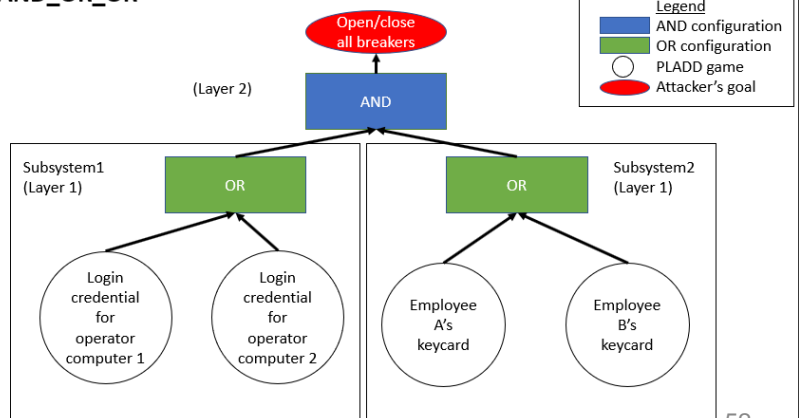 AND_OR_OR
Open/close
all breakers
Legend
AND configuration
OR configuration
PLADD game
Attacker's goal
(Layer 2)
AND
Subsystem1
(Layer 1)
OR
OR
Subsystem2
(Layer 1)
Login
credential
for
operator
computer 1
Login
credential
for
operator
computer 2
Employee
A's
keycard
Employee
B's
keycard